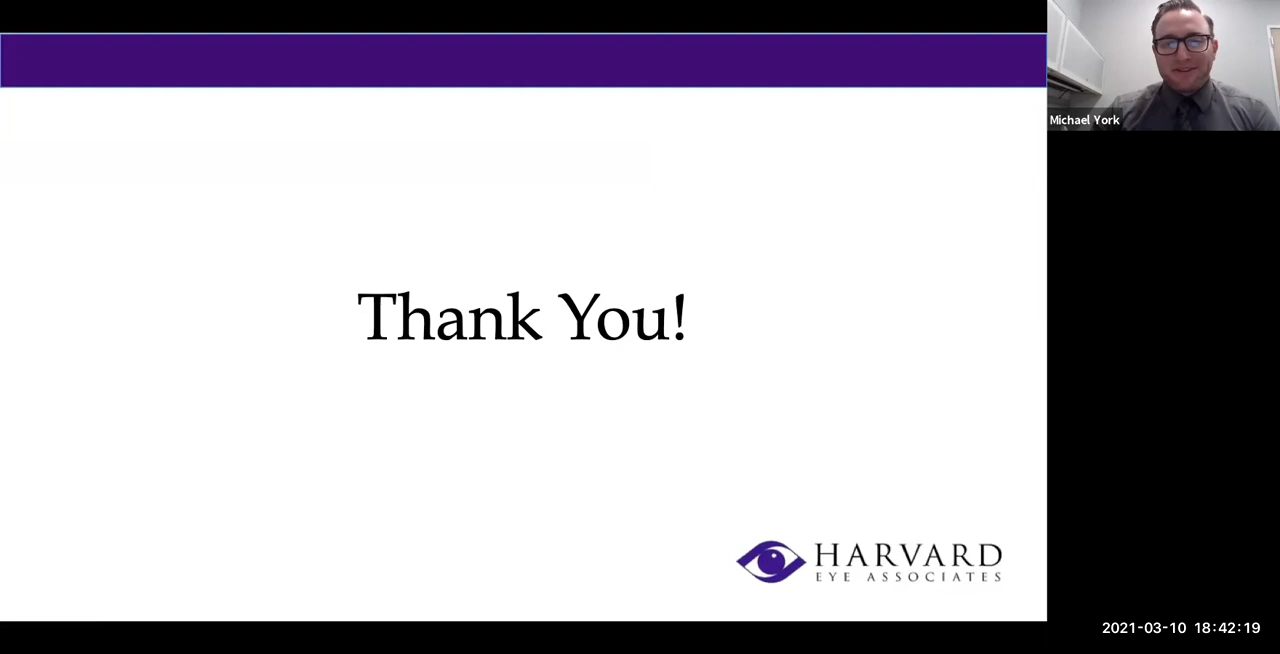 Michael York
Thank You!
HARVARD
EYE ASSOCIATES
2021-03-10 18:42:19